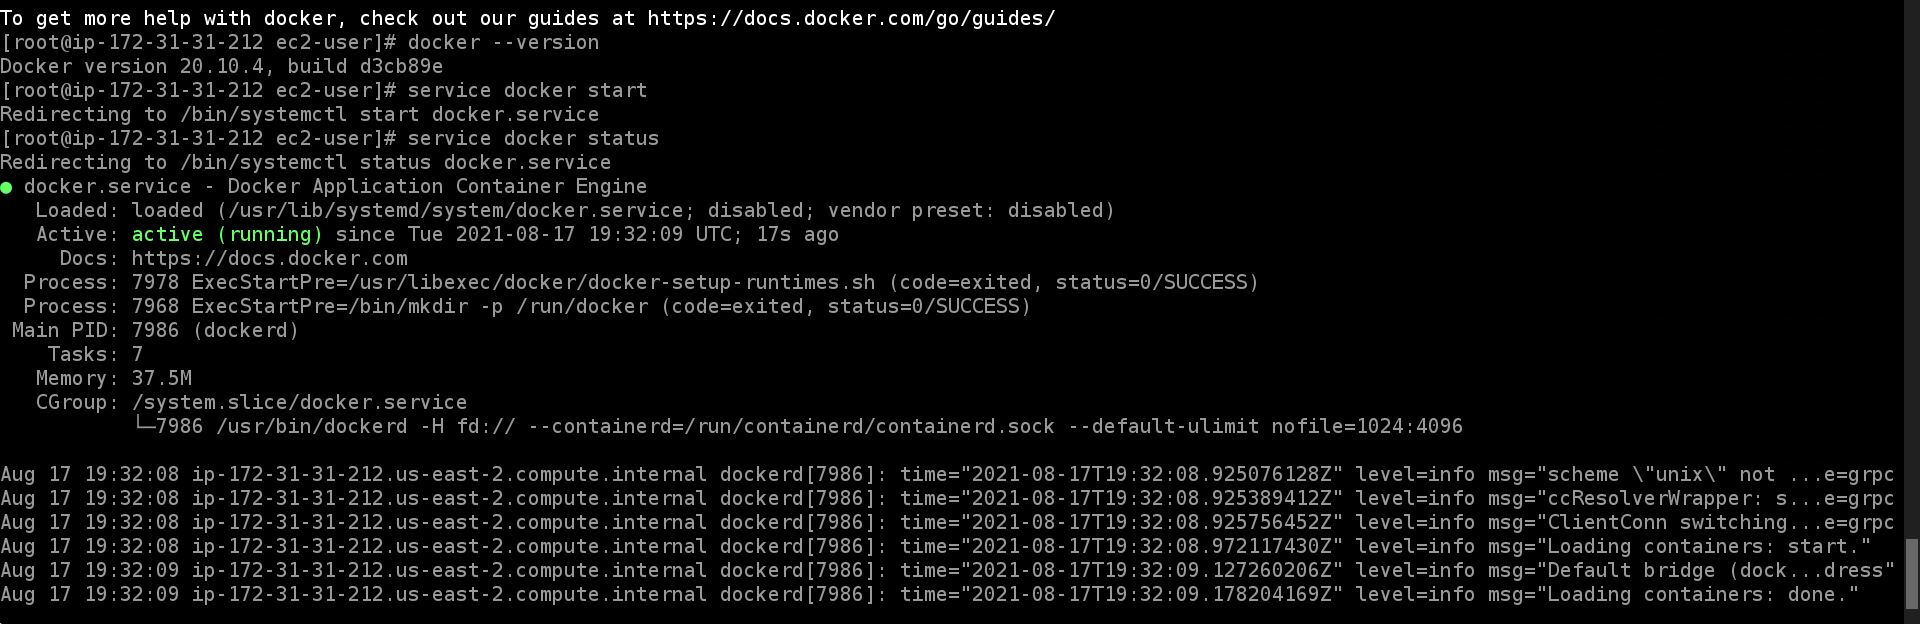 To get more help with docker, check out our guides at https://docs.docker.com/go/guides/
[root@ip-172-31-31-212 ec2-user]# docker --version
Docker version 20.10.4, build d3cb89e
[root@ip-172-31-31-212 ec2-user]# service docker start
Redirecting to /bin/systemctl start docker.service
[root@ip-172-31-31-212 ec2-user]# service docker status
Redirecting to /bin/systemctl status docker.service
● docker.service - Docker Application Container Engine
   Loaded: loaded (/usr/lib/systemd/system/docker.service; disabled; vendor preset: disabled)
   Active: active (running) since Tue 2021-08-17 19:32:09 UTC; 17s ago
     Docs: https://docs.docker.com
  Process: 7978 ExecStartPre=/usr/libexec/docker/docker-setup-runtimes.sh (code=exited, status=0/SUCCESS)
  Process: 7968 ExecStartPre=/bin/mkdir -p /run/docker (code=exited, status=0/SUCCESS)
 Main PID: 7986 (dockerd)
    Tasks: 7
   Memory: 37.5M
   CGroup: /system.slice/docker.service
           └─7986 /usr/bin/dockerd -H fd:// --containerd=/run/containerd/containerd.sock --default-ulimit nofile=1024:4096
Aug 17 19:32:08 ip-172-31-31-212.us-east-2.compute.internal dockerd[7986]: time="2021-08-17T19:32:08.925076128Z" level=info msg="scheme \"unix\" not ...e=grpc
Aug 17 19:32:08 ip-172-31-31-212.us-east-2.compute.internal dockerd[7986]: time="2021-08-17T19:32:08.925389412Z" level=info msg="ccResolverWrapper: s...e=grpc
Aug 17 19:32:08 ip-172-31-31-212.us-east-2.compute.internal dockerd[7986]: time="2021-08-17T19:32:08.925756452Z" level=info msg="ClientConn switching...e=grpc
Aug 17 19:32:08 ip-172-31-31-212.us-east-2.compute.internal dockerd[7986]: time="2021-08-17T19:32:08.972117430Z" level=info msg="Loading containers: start."
Aug 17 19:32:09 ip-172-31-31-212.us-east-2.compute.internal dockerd[7986]: time="2021-08-17T19:32:09.127260206Z" level=info msg="Default bridge (dock...dress"
Aug 17 19:32:09 ip-172-31-31-212.us-east-2.compute.internal dockerd[7986]: time="2021-08-17T19:32:09.178204169Z" level=info msg="Loading containers: done."